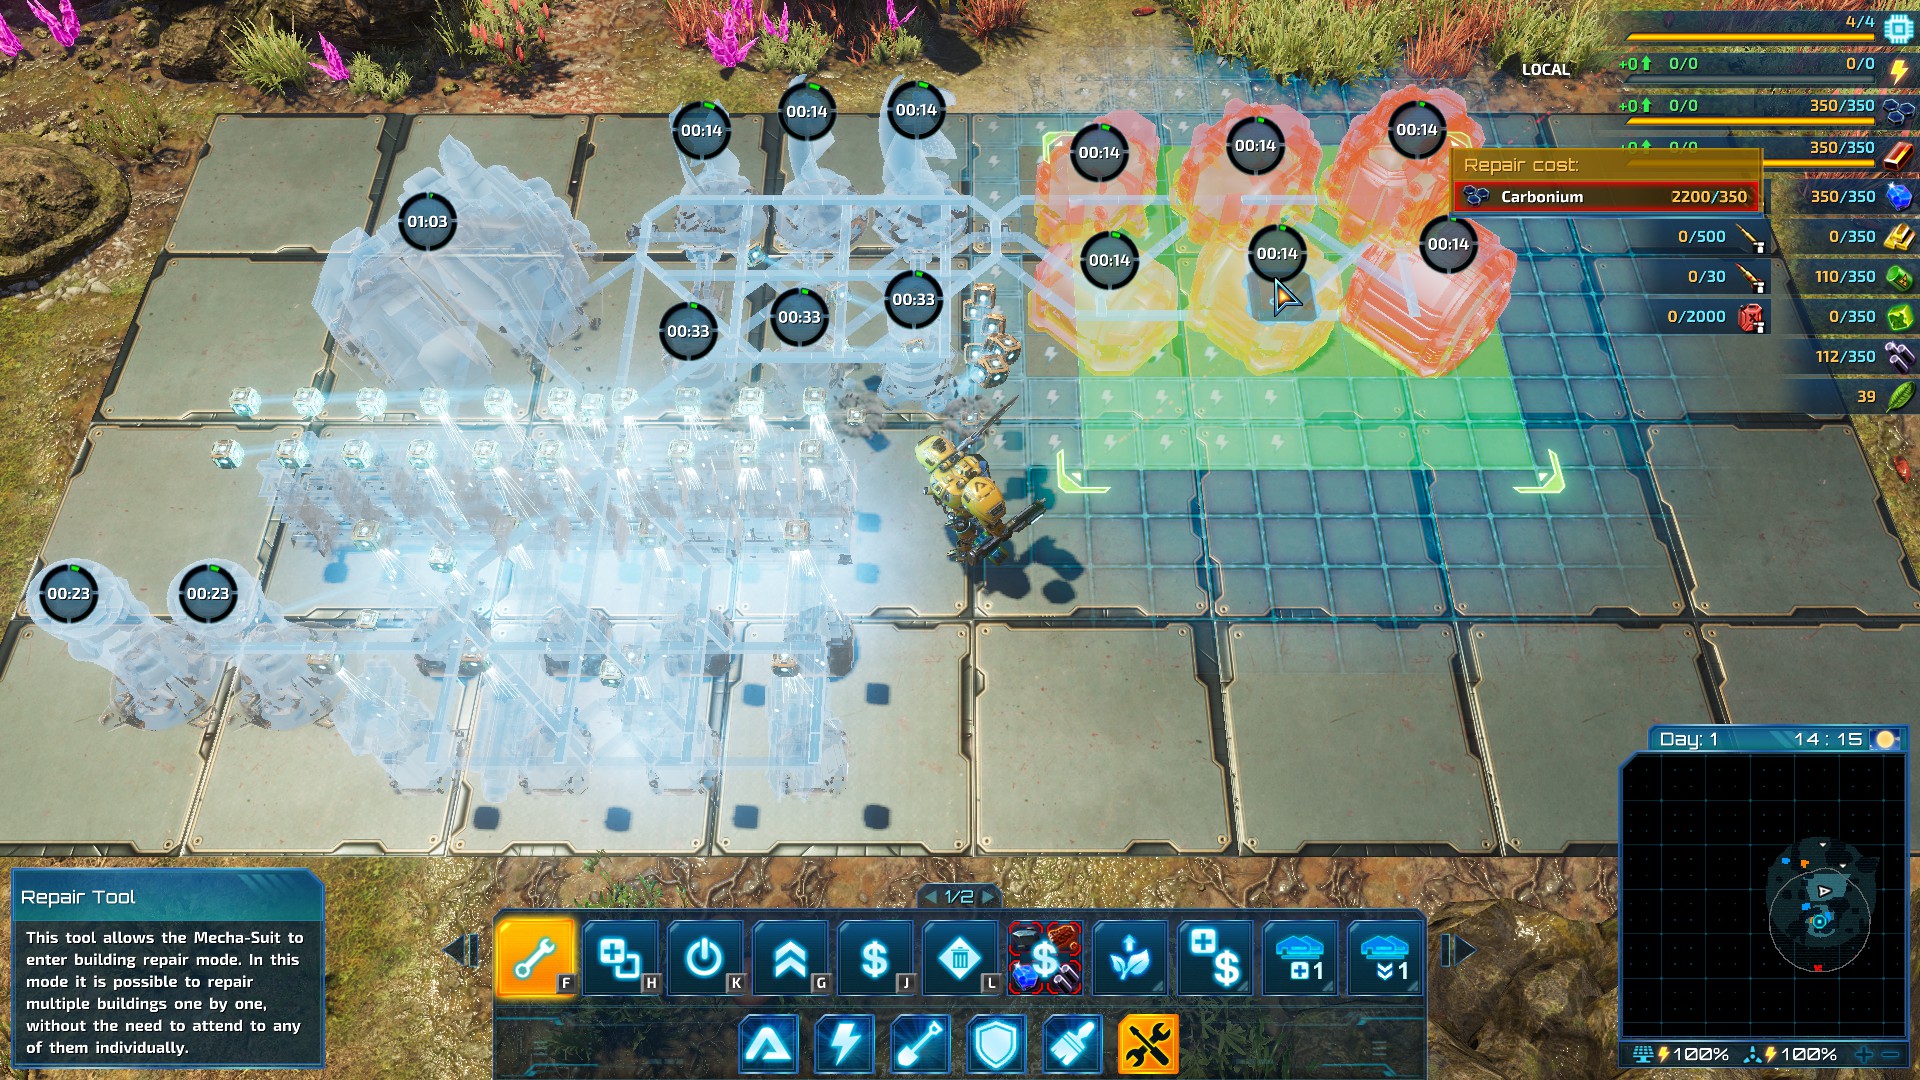 4/4
LOCAL
+0 0/0 0/0
+0 0/0 350/350
+0 0/0 350/350
Repair cost:
Carbonium 2200/350
350/350
0/500 0/350
0/30 110/350
0/2000 0/350
112/350
39
00:14
00:14
00:14
00:14
00:14
00:14
01:03
00:14
00:14
00:14
00:33
00:33
00:33
00:23
00:23
Day: 1 14:15
Repair Tool
This tool allows the Mecha-Suit to
enter building repair mode. In this
mode it is possible to repair
multiple buildings one by one,
without the need to attend to any
of them individually.
1/2
F
H
K
G
$ J
L
$
$
1
1
100% 100%